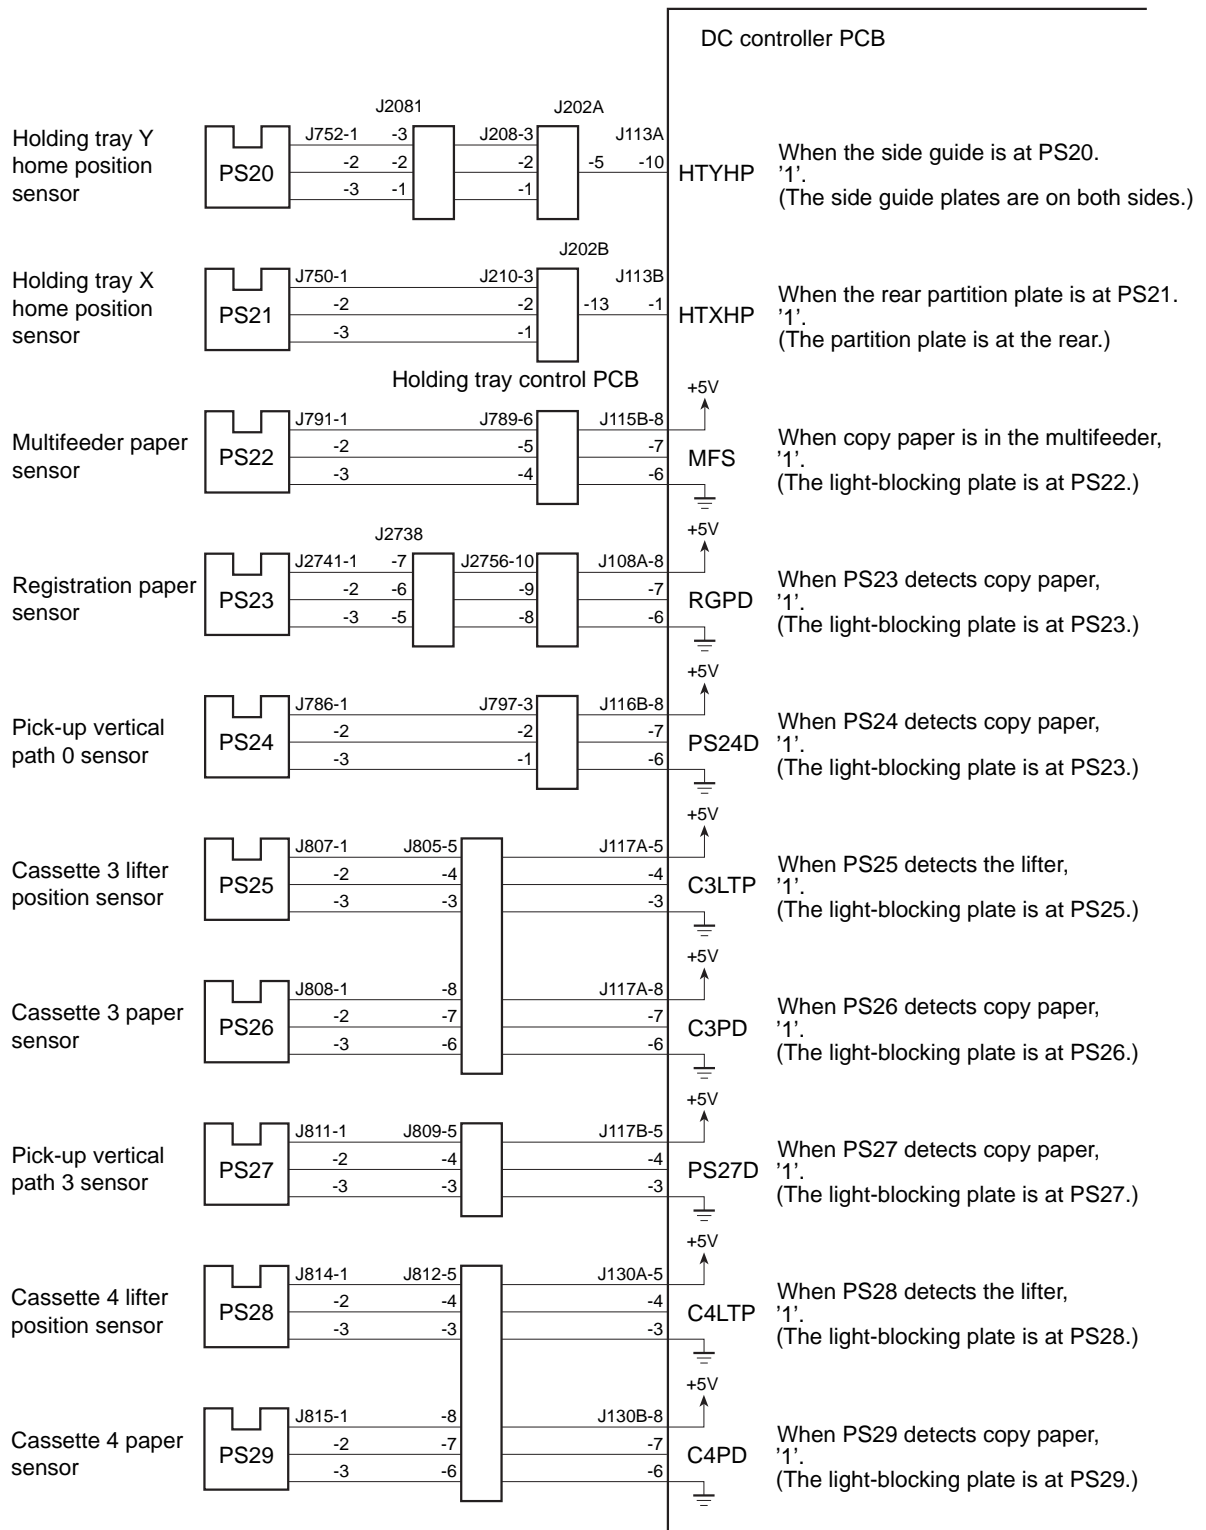 DC controller PCB
J2081 J202A
Holding tray Y
home position
sensor
PS20
J752-1 -3 J208-3 J113A
-2 -2 -2 -5 -10
-3 -1 -1
HTYHP
When the side guide is at PS20.
'1'.
(The side guide plates are on both sides.)
J202B
Holding tray X
home position
sensor
PS21
J750-1 J210-3 J113B
-2 -2 -13 -1
-3 -1
HTXHP
When the rear partition plate is at PS21.
'1'.
(The partition plate is at the rear.)
Holding tray control PCB
+5V
Multifeeder paper
sensor
PS22
J791-1 J789-6 J115B-8
-2 -5 -7
-3 -4 -6
MFS
When copy paper is in the multifeeder,
'1'.
(The light-blocking plate is at PS22.)
J2738
+5V
Registration paper
sensor
PS23
J2741-1 -7 J2756-10 J108A-8
-2 -6 -9 -7
-3 -5 -8 -6
RGPD
When PS23 detects copy paper,
'1'.
(The light-blocking plate is at PS23.)
+5V
Pick-up vertical
path 0 sensor
PS24
J786-1 J797-3 J116B-8
-2 -2 -7
-3 -1 -6
PS24D
When PS24 detects copy paper,
'1'.
(The light-blocking plate is at PS23.)
+5V
Cassette 3 lifter
position sensor
PS25
J807-1 J805-5 J117A-5
-2 -4 -4
-3 -3 -3
C3LTP
When PS25 detects the lifter,
'1'.
(The light-blocking plate is at PS25.)
+5V
Cassette 3 paper
sensor
PS26
J808-1 -8 J117A-8
-2 -7 -7
-3 -6 -6
C3PD
When PS26 detects copy paper,
'1'.
(The light-blocking plate is at PS26.)
+5V
Pick-up vertical
path 3 sensor
PS27
J811-1 J809-5 J117B-5
-2 -4 -4
-3 -3 -3
PS27D
When PS27 detects copy paper,
'1'.
(The light-blocking plate is at PS27.)
+5V
Cassette 4 lifter
position sensor
PS28
J814-1 J812-5 J130A-5
-2 -4 -4
-3 -3 -3
C4LTP
When PS28 detects the lifter,
'1'.
(The light-blocking plate is at PS28.)
+5V
Cassette 4 paper
sensor
PS29
J815-1 -8 J130B-8
-2 -7 -7
-3 -6 -6
C4PD
When PS29 detects copy paper,
'1'.
(The light-blocking plate is at PS29.)